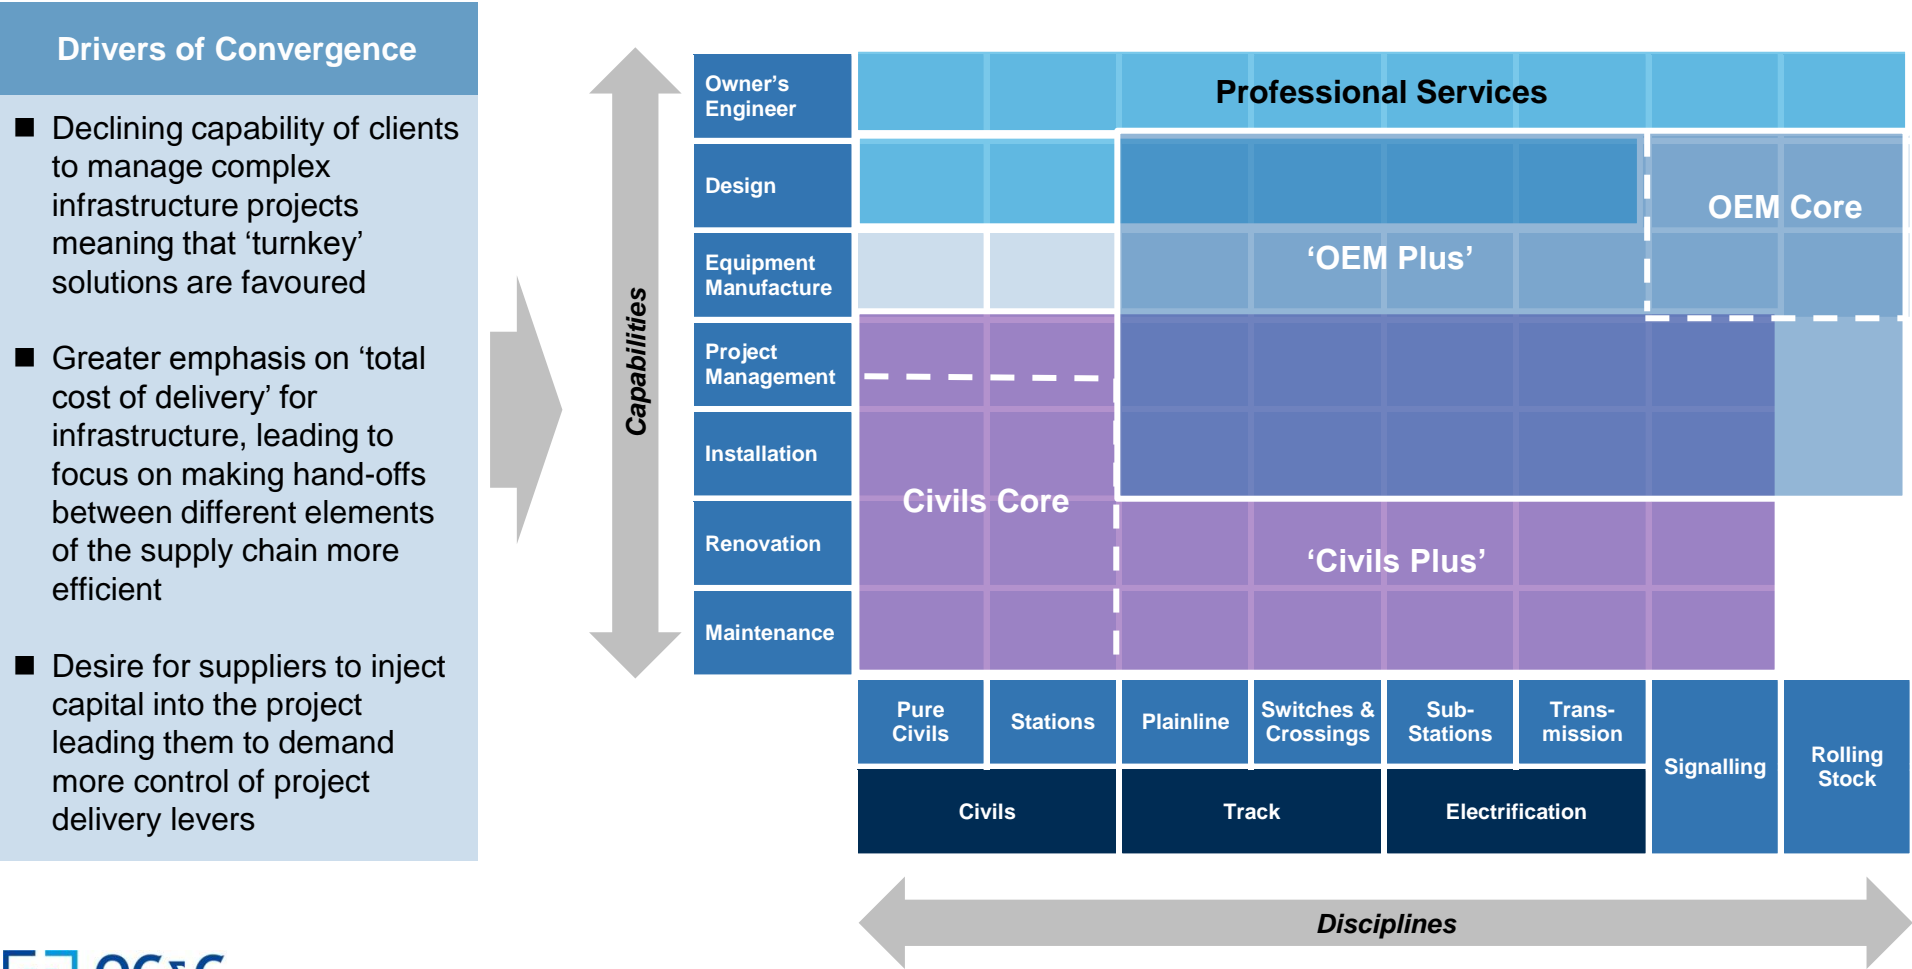 Drivers of Convergence
■ Declining capability of clients
to manage complex
infrastructure projects
meaning that ‘turnkey’
solutions are favoured
■ Greater emphasis on ‘total
cost of delivery’ for
infrastructure, leading to
focus on making hand-offs
between different elements
of the supply chain more
efficient
■ Desire for suppliers to inject
capital into the project
leading them to demand
more control of project
delivery levers
Capabilities
Owner’s
Engineer
Design
Equipment
Manufacture
Project
Management
Installation
Renovation
Maintenance
Professional Services
OEM Core
‘OEM Plus’
Civils Core
‘Civils Plus’
Pure
Civils
Stations
Plainline
Switches &
Crossings
Sub-
Stations
Trans-
mission
Signalling
Rolling
Stock
Civils
Track
Electrification
Disciplines